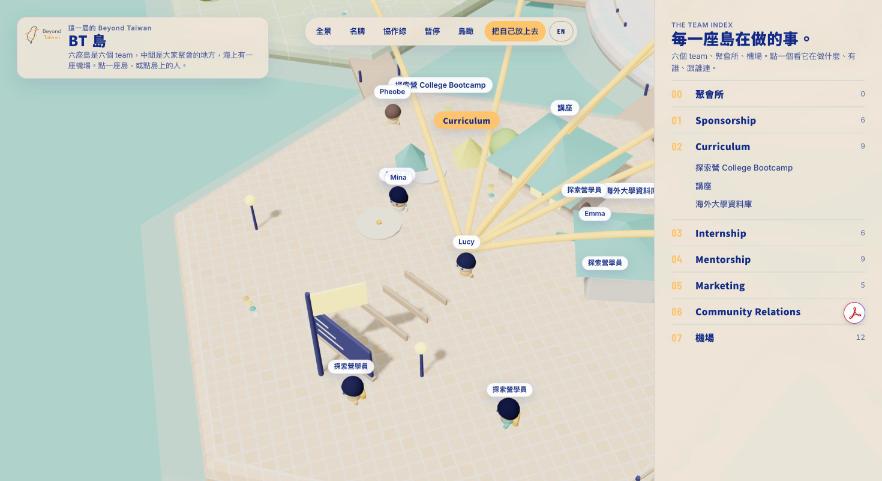 Beyond
Taiwan
這一屆的 Beyond Taiwan
BT 島
六座島是六個 team，中間是大家聚會的地方，海上有一
座機場。點一座島，或點島上的人。
全景
名牌
協作線
暫停
鳥瞰
把自己放上去
EN
探索營 College Bootcamp
Pheobe
Curriculum
講座
Mina
探索營學員
海外大學資料
Emma
Lucy
探索營學員
探索營學員
探索營學員
THE TEAM INDEX
每一座島在做的事。
六個 team、聚會所、機場。點一個看它在做什麼、有
誰、跟誰連。
00 聚會所 0
01 Sponsorship 6
02 Curriculum 9
探索營 College Bootcamp
講座
海外大學資料庫
03 Internship 6
04 Mentorship 9
05 Marketing 5
06 Community Relations
07 機場 12